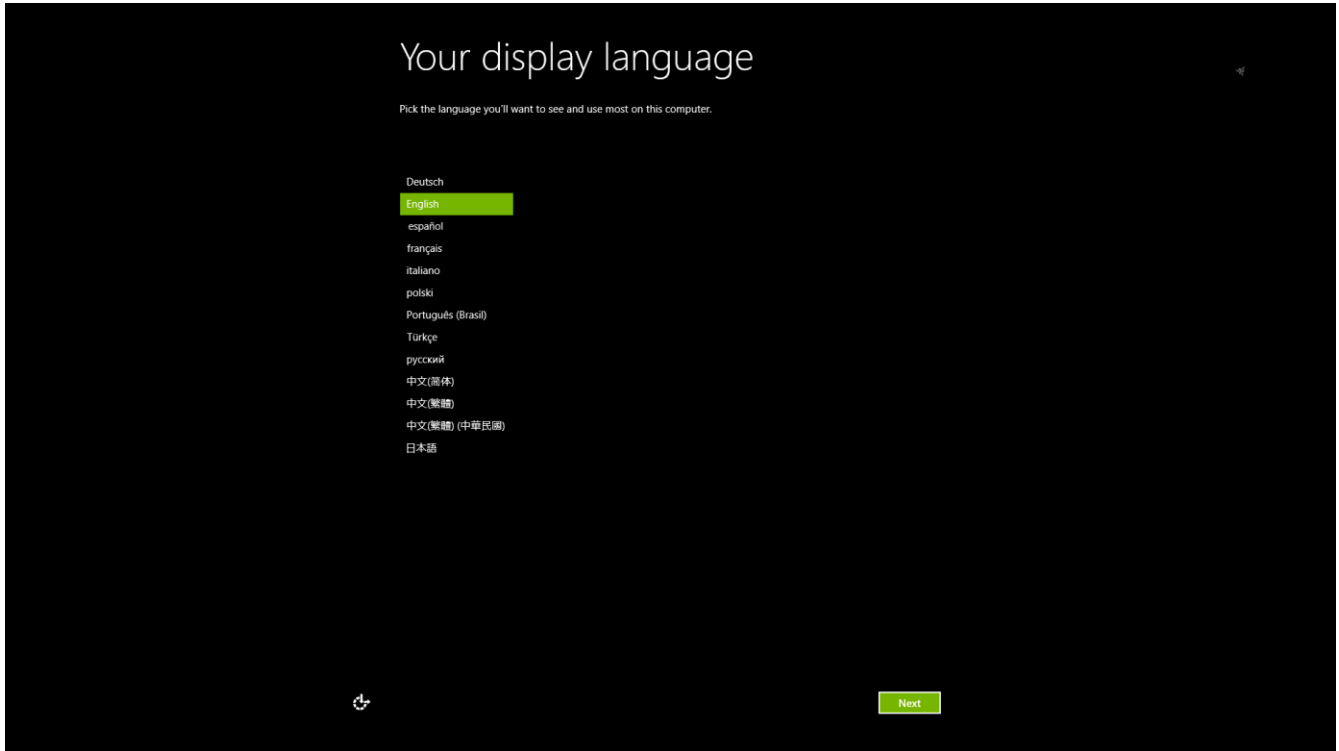 Your display language
Pick the language you'll want to see and use most on this computer.
Deutsch
English
español
français
italiano
polski
Português (Brasil)
Türkçe
русский
中文(简体)
中文(繁體)
中文(繁體) (中華民國)
日本語
Next